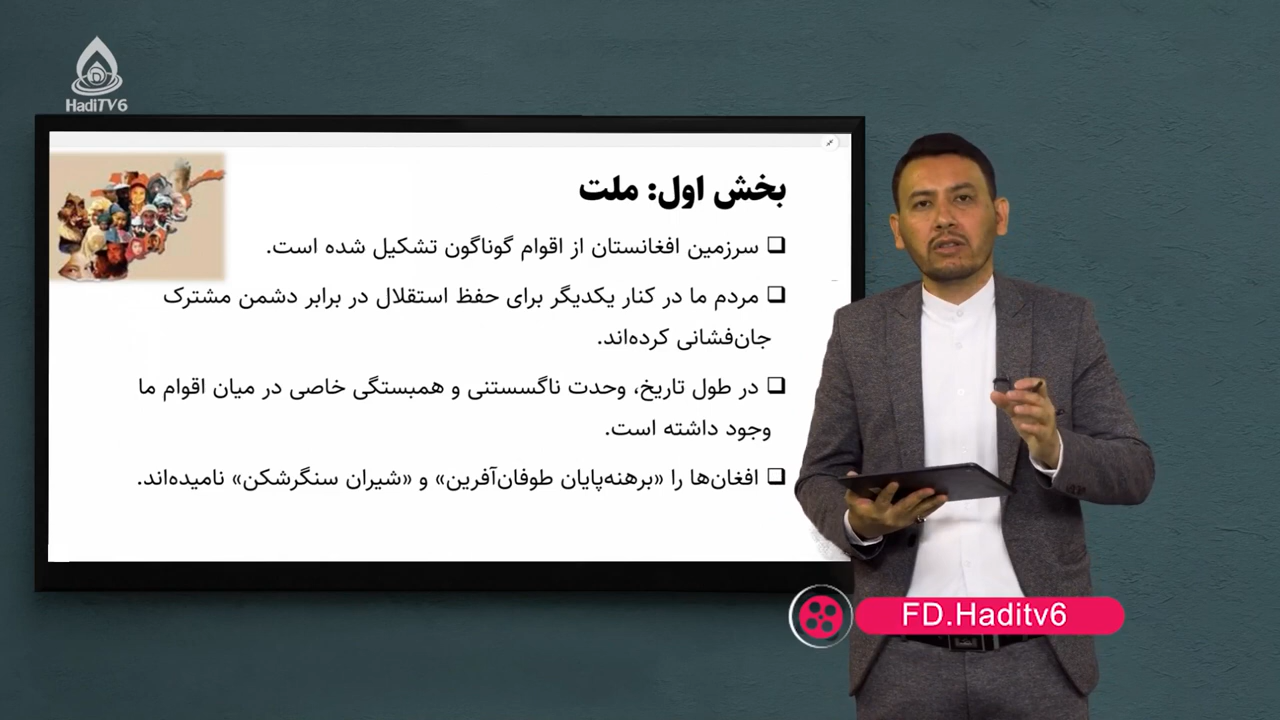 HadiTV6
بخش اول: ملت
❑ سرزمین افغانستان از اقوام گوناگون تشکیل شده است.
❑ مردم ما در کنار یکدیگر برای حفظ استقلال در برابر دشمن مشترک
جان‌فشانی کرده‌اند.
❑ در طول تاریخ، وحدت ناگسستنی و همبستگی خاصی در میان اقوام ما
وجود داشته است.
❑ افغان‌ها را «برهنه‌پایان طوفان‌آفرین» و «شیران سنگرشکن» نامیده‌اند.
FD.Haditv6